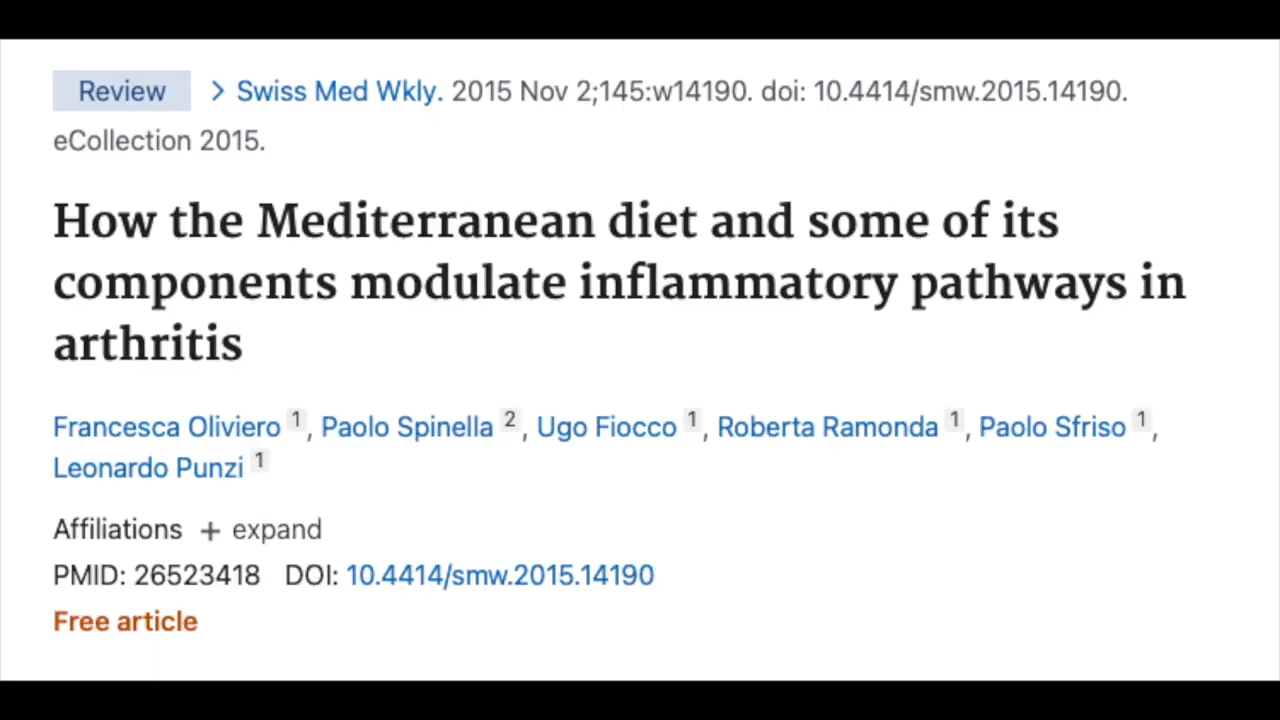 Review > Swiss Med Wkly. 2015 Nov 2;145:w14190. doi: 10.4414/smw.2015.14190.
eCollection 2015.
How the Mediterranean diet and some of its
components modulate inflammatory pathways in
arthritis
Francesca Oliviero 1, Paolo Spinella 2, Ugo Fiocco 1, Roberta Ramonda 1, Paolo Sfriso 1,
Leonardo Punzi 1
Affiliations + expand
PMID: 26523418 DOI: 10.4414/smw.2015.14190
Free article